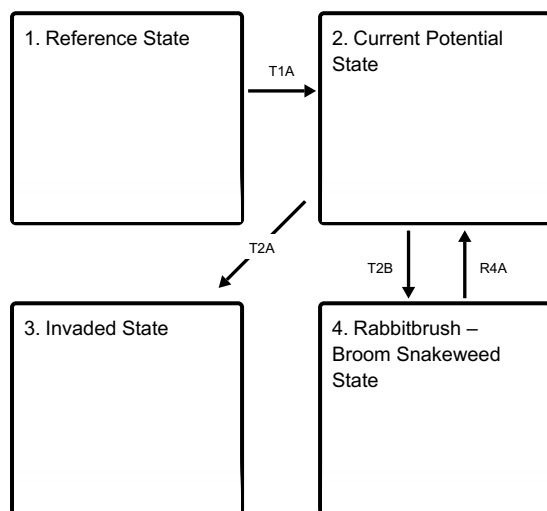 1. Reference State
2. Current Potential
State
T1A
T2A
T2B
R4A
3. Invaded State
4. Rabbitbrush –
Broom Snakeweed
State